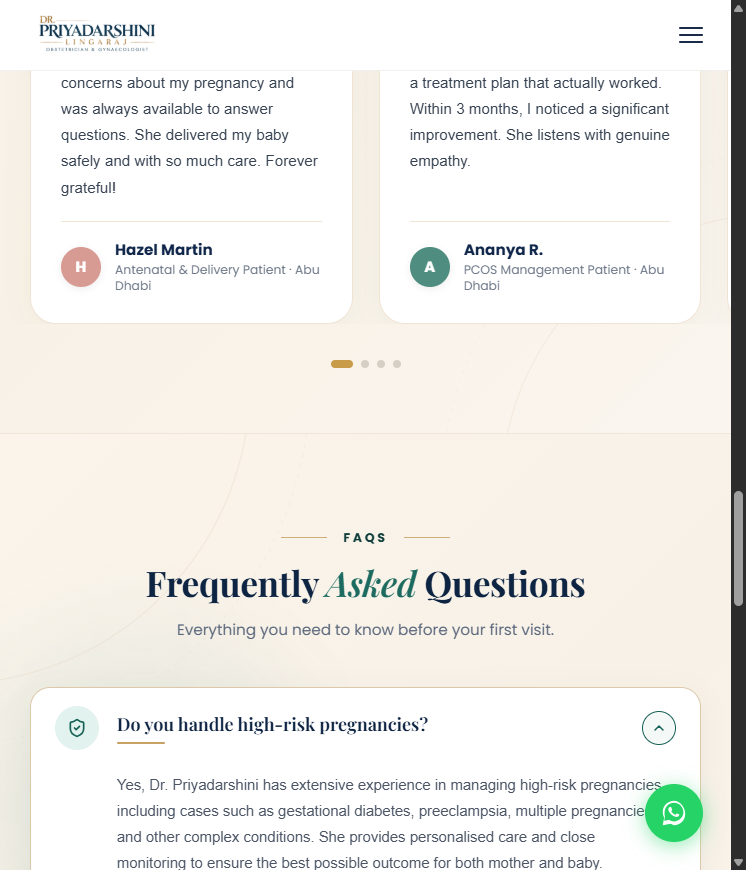 DR.
PRIYADARSHINI
LINGARAJ
OBSTETRICIAN & GYNAECOLOGIST
concerns about my pregnancy and
was always available to answer
questions. She delivered my baby
safely and with so much care. Forever
grateful!
H
Hazel Martin
Antenatal & Delivery Patient · Abu
Dhabi
a treatment plan that actually worked.
Within 3 months, I noticed a significant
improvement. She listens with genuine
empathy.
A
Ananya R.
PCOS Management Patient · Abu
Dhabi
FAQS
Frequently Asked Questions
Everything you need to know before your first visit.
Do you handle high-risk pregnancies?
Yes, Dr. Priyadarshini has extensive experience in managing high-risk pregnancies,
including cases such as gestational diabetes, preeclampsia, multiple pregnancie
and other complex conditions. She provides personalised care and close
monitoring to ensure the best possible outcome for both mother and baby.